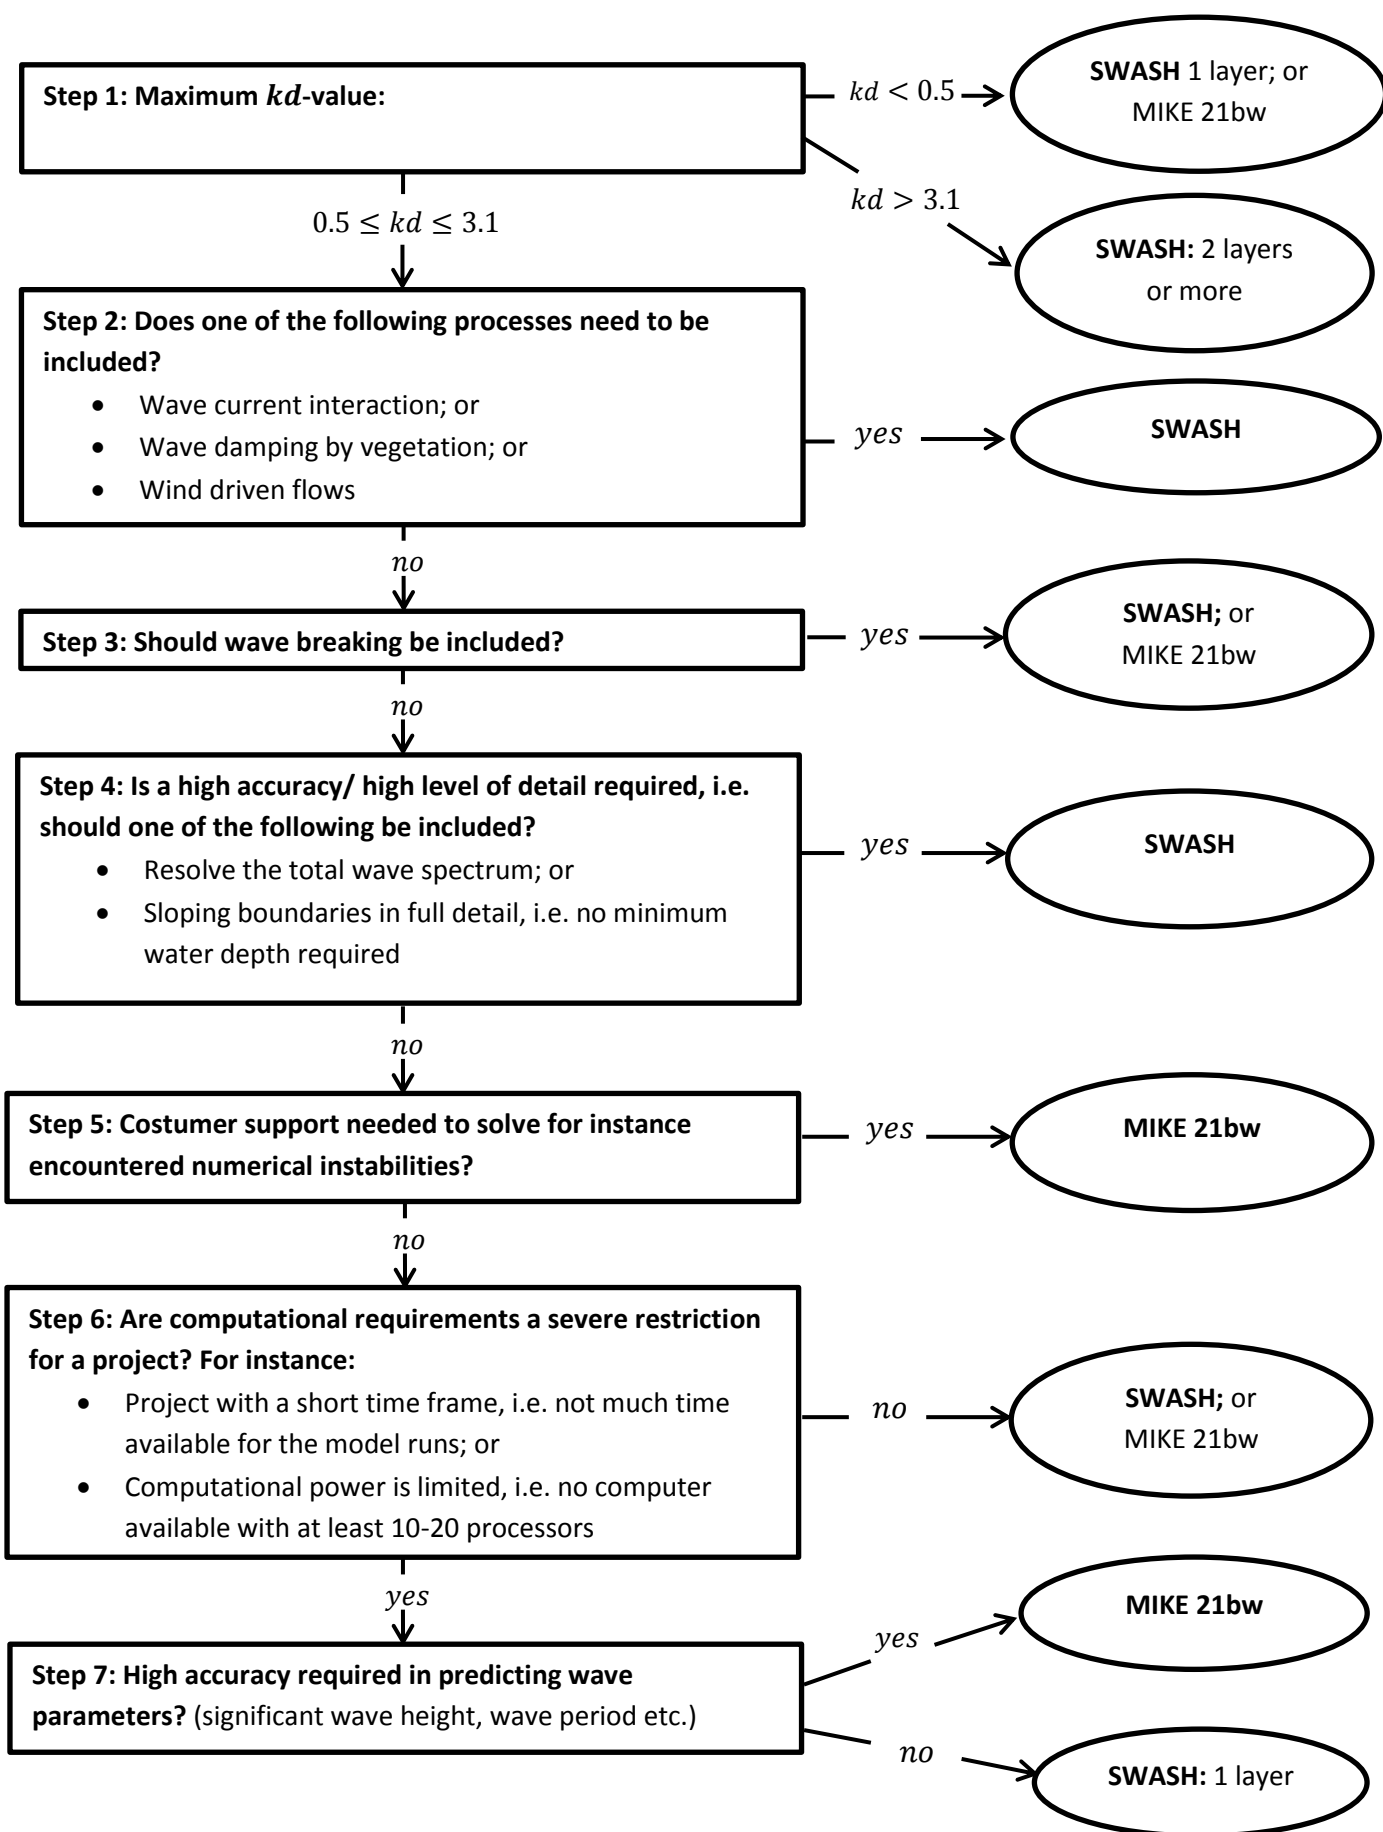 Step 1: Maximum kd-value:
kd < 0.5
SWASH 1 layer; or
MIKE 21bw
kd > 3.1
SWASH: 2 layers
or more
0.5 ≤ kd ≤ 3.1
Step 2: Does one of the following processes need to be
included?
• Wave current interaction; or
• Wave damping by vegetation; or
• Wind driven flows
yes
SWASH
no
Step 3: Should wave breaking be included?
yes
SWASH; or
MIKE 21bw
no
Step 4: Is a high accuracy/ high level of detail required, i.e.
should one of the following be included?
• Resolve the total wave spectrum; or
• Sloping boundaries in full detail, i.e. no minimum
water depth required
yes
SWASH
no
Step 5: Costumer support needed to solve for instance
encountered numerical instabilities?
yes
MIKE 21bw
no
Step 6: Are computational requirements a severe restriction
for a project? For instance:
• Project with a short time frame, i.e. not much time
available for the model runs; or
• Computational power is limited, i.e. no computer
available with at least 10-20 processors
no
SWASH; or
MIKE 21bw
yes
Step 7: High accuracy required in predicting wave
parameters? (significant wave height, wave period etc.)
yes
MIKE 21bw
no
SWASH: 1 layer